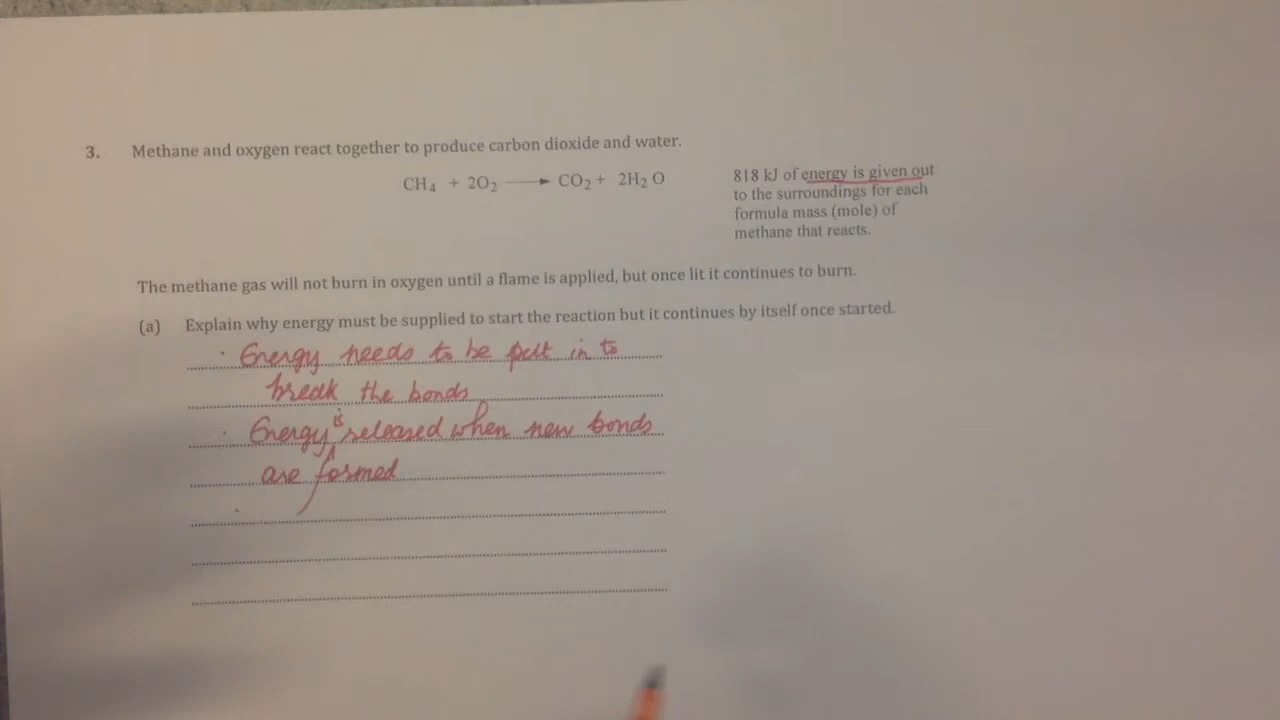 3. Methane and oxygen react together to produce carbon dioxide and water.
CH₄ + 2O₂ → CO₂ + 2H₂O
818 kJ of energy is given out
to the surroundings for each
formula mass (mole) of
methane that reacts.
The methane gas will not burn in oxygen until a flame is applied, but once lit it continues to burn.
(a) Explain why energy must be supplied to start the reaction but it continues by itself once started.
· Energy needs to be put in to
break the bonds
· Energy is released when new bonds
are formed
·